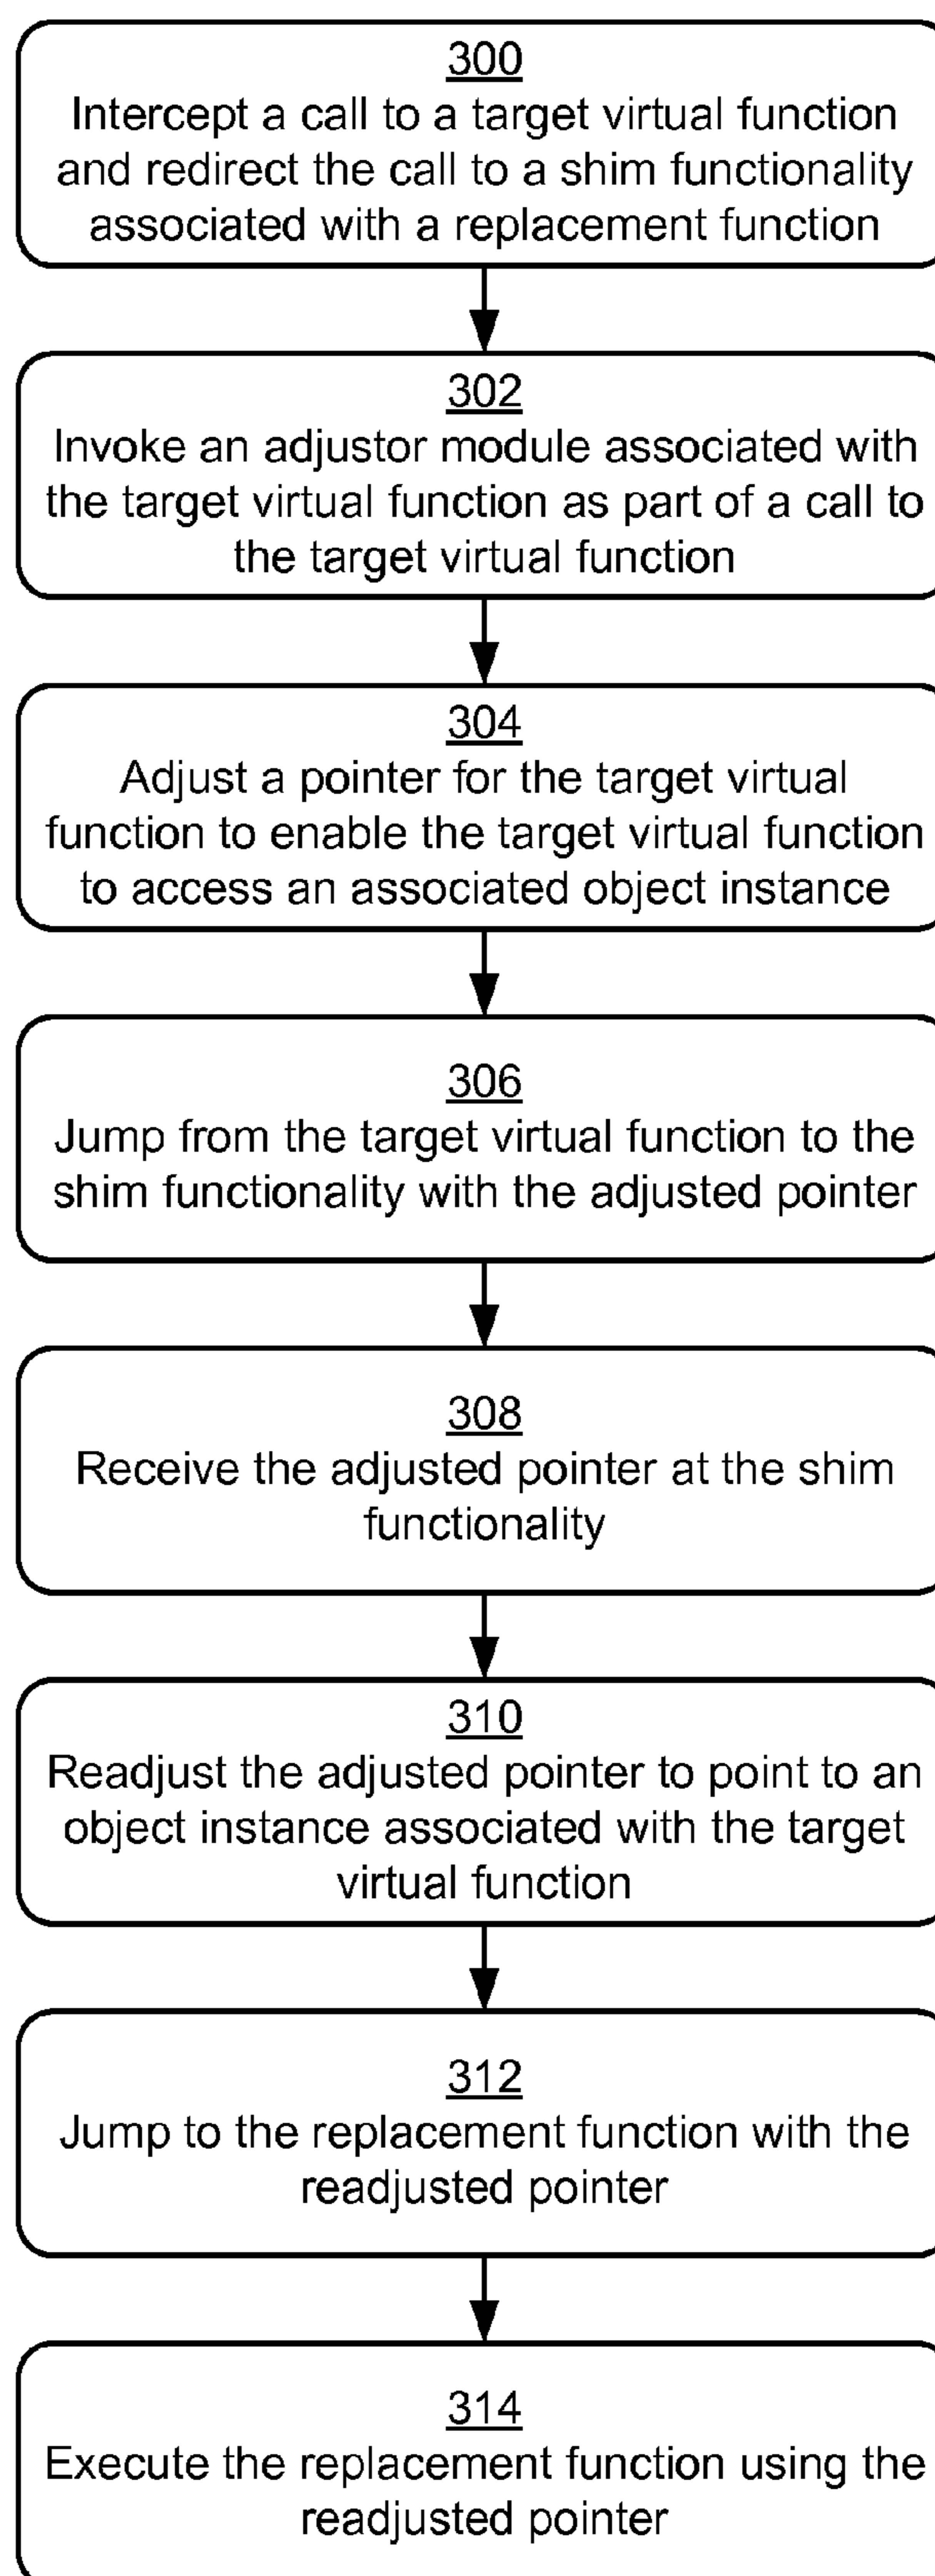 300
Intercept a call to a target virtual function
and redirect the call to a shim functionality
associated with a replacement function
302
Invoke an adjustor module associated with
the target virtual function as part of a call to
the target virtual function
304
Adjust a pointer for the target virtual
function to enable the target virtual function
to access an associated object instance
306
Jump from the target virtual function to the
shim functionality with the adjusted pointer
308
Receive the adjusted pointer at the shim
functionality
310
Readjust the adjusted pointer to point to an
object instance associated with the target
virtual function
312
Jump to the replacement function with the
readjusted pointer
314
Execute the replacement function using the
readjusted pointer